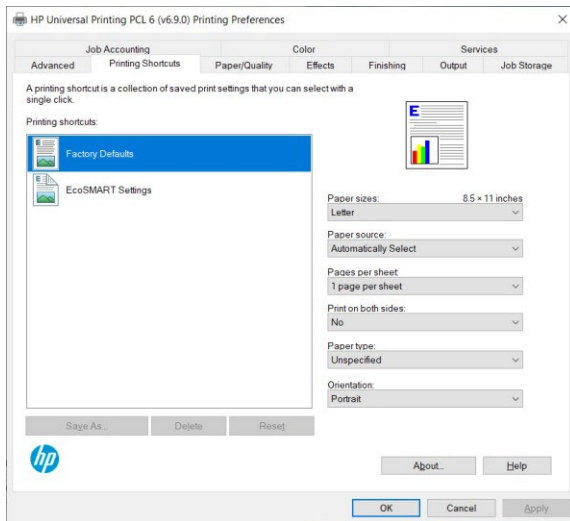 HP Universal Printing PCL 6 (v6.9.0) Printing Preferences
Job Accounting Color Services
Advanced Printing Shortcuts Paper/Quality Effects Finishing Output Job Storage
A printing shortcut is a collection of saved print settings that you can select with a
single click.
Printing shortcuts:
Factory Defaults
EcoSMART Settings
E
Paper sizes: 8.5 × 11 inches
Letter
Paper source:
Automatically Select
Pages per sheet:
1 page per sheet
Print on both sides:
No
Paper type:
Unspecified
Orientation:
Portrait
Save As... Delete Reset
hp
About... Help
OK Cancel Apply